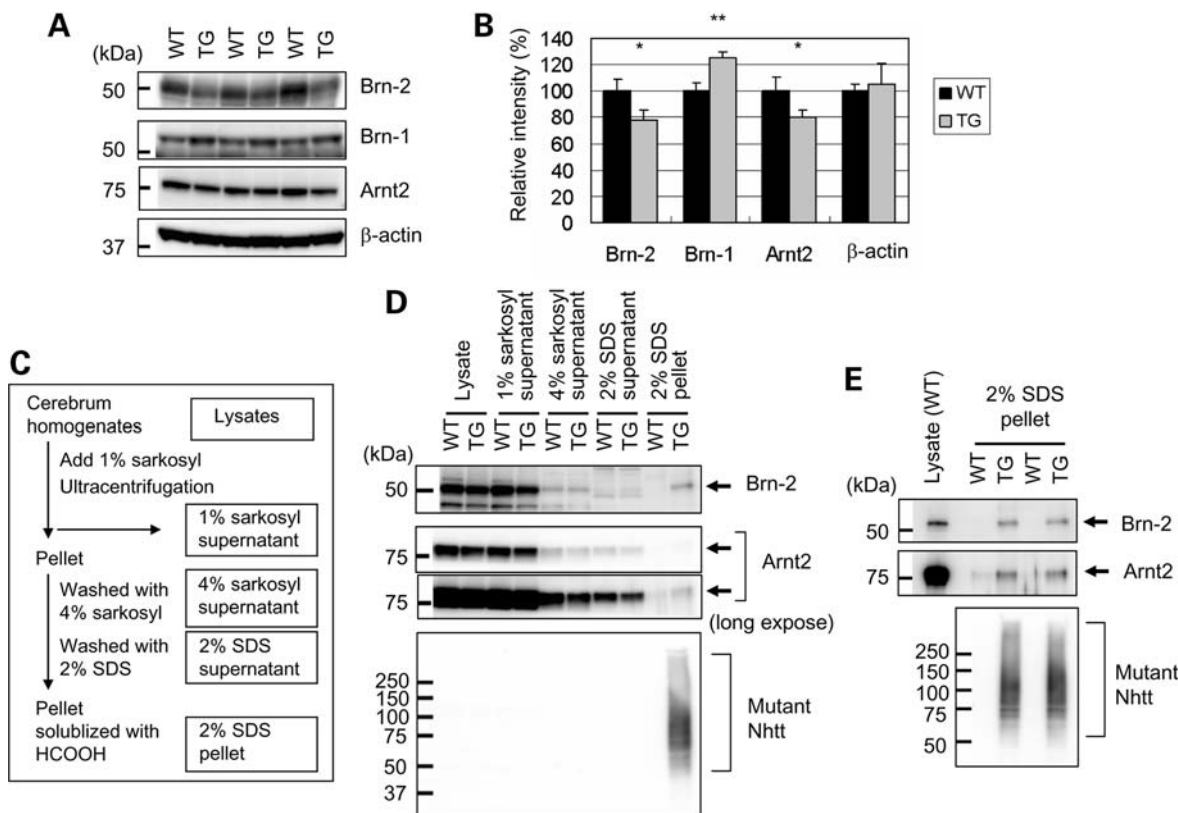 A
(kDa)
WT TG WT TG WT TG
50
Brn-2
50
Brn-1
75
Arnt2
37
β-actin
B
Relative intensity (%)
140
120
100
80
60
40
20
0
*
**
*
Brn-2 Brn-1 Arnt2 β-actin
WT
TG
C
Cerebrum
homogenates
Lysates
Add 1% sarkosyl
Ultracentrifugation
1% sarkosyl
supernatant
Pellet
Washed with
4% sarkosyl
4% sarkosyl
supernatant
Washed with
2% SDS
2% SDS
supernatant
Pellet
solublized with
HCOOH
2% SDS
pellet
D
Lysate
1% sarkosyl
supernatant
4% sarkosyl
supernatant
2% SDS
supernatant
2% SDS
pellet
WT TG WT TG WT TG WT TG WT TG
(kDa)
50
Brn-2
75
Arnt2
75
(long expose)
250
150
100
75
50
37
Mutant
Nhtt
E
Lysate (WT)
2% SDS
pellet
WT TG WT TG
(kDa)
50
Brn-2
75
Arnt2
250
150
100
75
50
Mutant
Nhtt